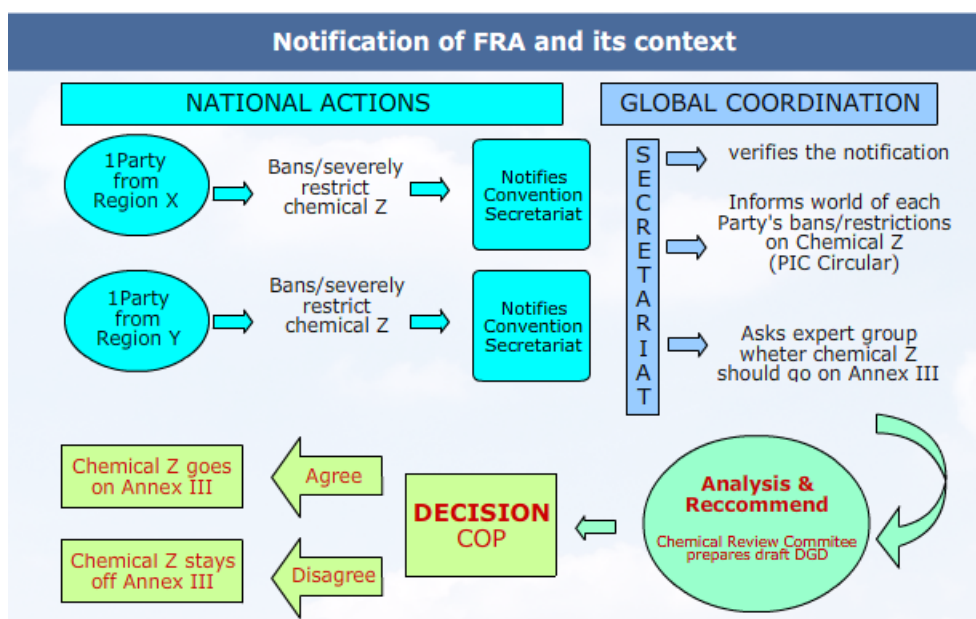 Notification of FRA and its context
NATIONAL ACTIONS
GLOBAL COORDINATION
1Party
from
Region X
Bans/severely
restrict
chemical Z
Notifies
Convention
Secretariat
1Party
from
Region Y
Bans/severely
restrict
chemical Z
Notifies
Convention
Secretariat
S
E
C
R
E
T
A
R
I
A
T
verifies the notification
Informs world of each
Party's bans/restrictions
on Chemical Z
(PIC Circular)
Asks expert group
wheter chemical Z
should go on Annex III
Analysis &
Reccommend
Chemical Review Commitee
prepares draft DGD
DECISION
COP
Agree
Chemical Z goes
on Annex III
Disagree
Chemical Z stays
off Annex III